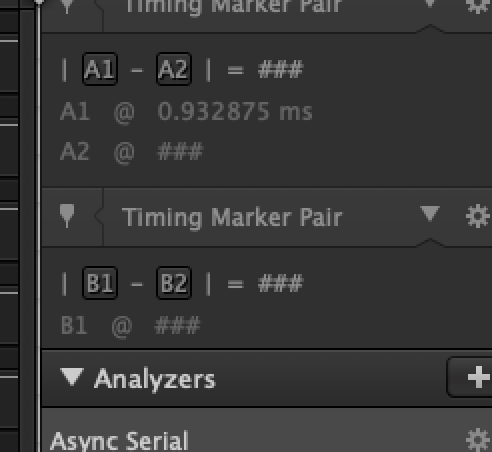 Timing Marker Pair
| A1 - A2 | = ###
A1 @ 0.932875 ms
A2 @ ###
Timing Marker Pair
| B1 - B2 | = ###
B1 @ ###
Analyzers
Async Serial